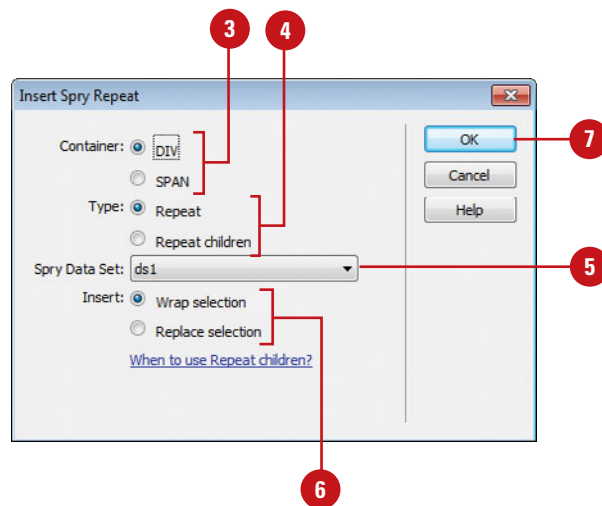 3 4
Insert Spry Repeat
Container: DIV
SPAN
Type: Repeat
Repeat children
Spry Data Set: ds1
Insert: Wrap selection
Replace selection
When to use Repeat children?
OK
Cancel
Help
7
5
6